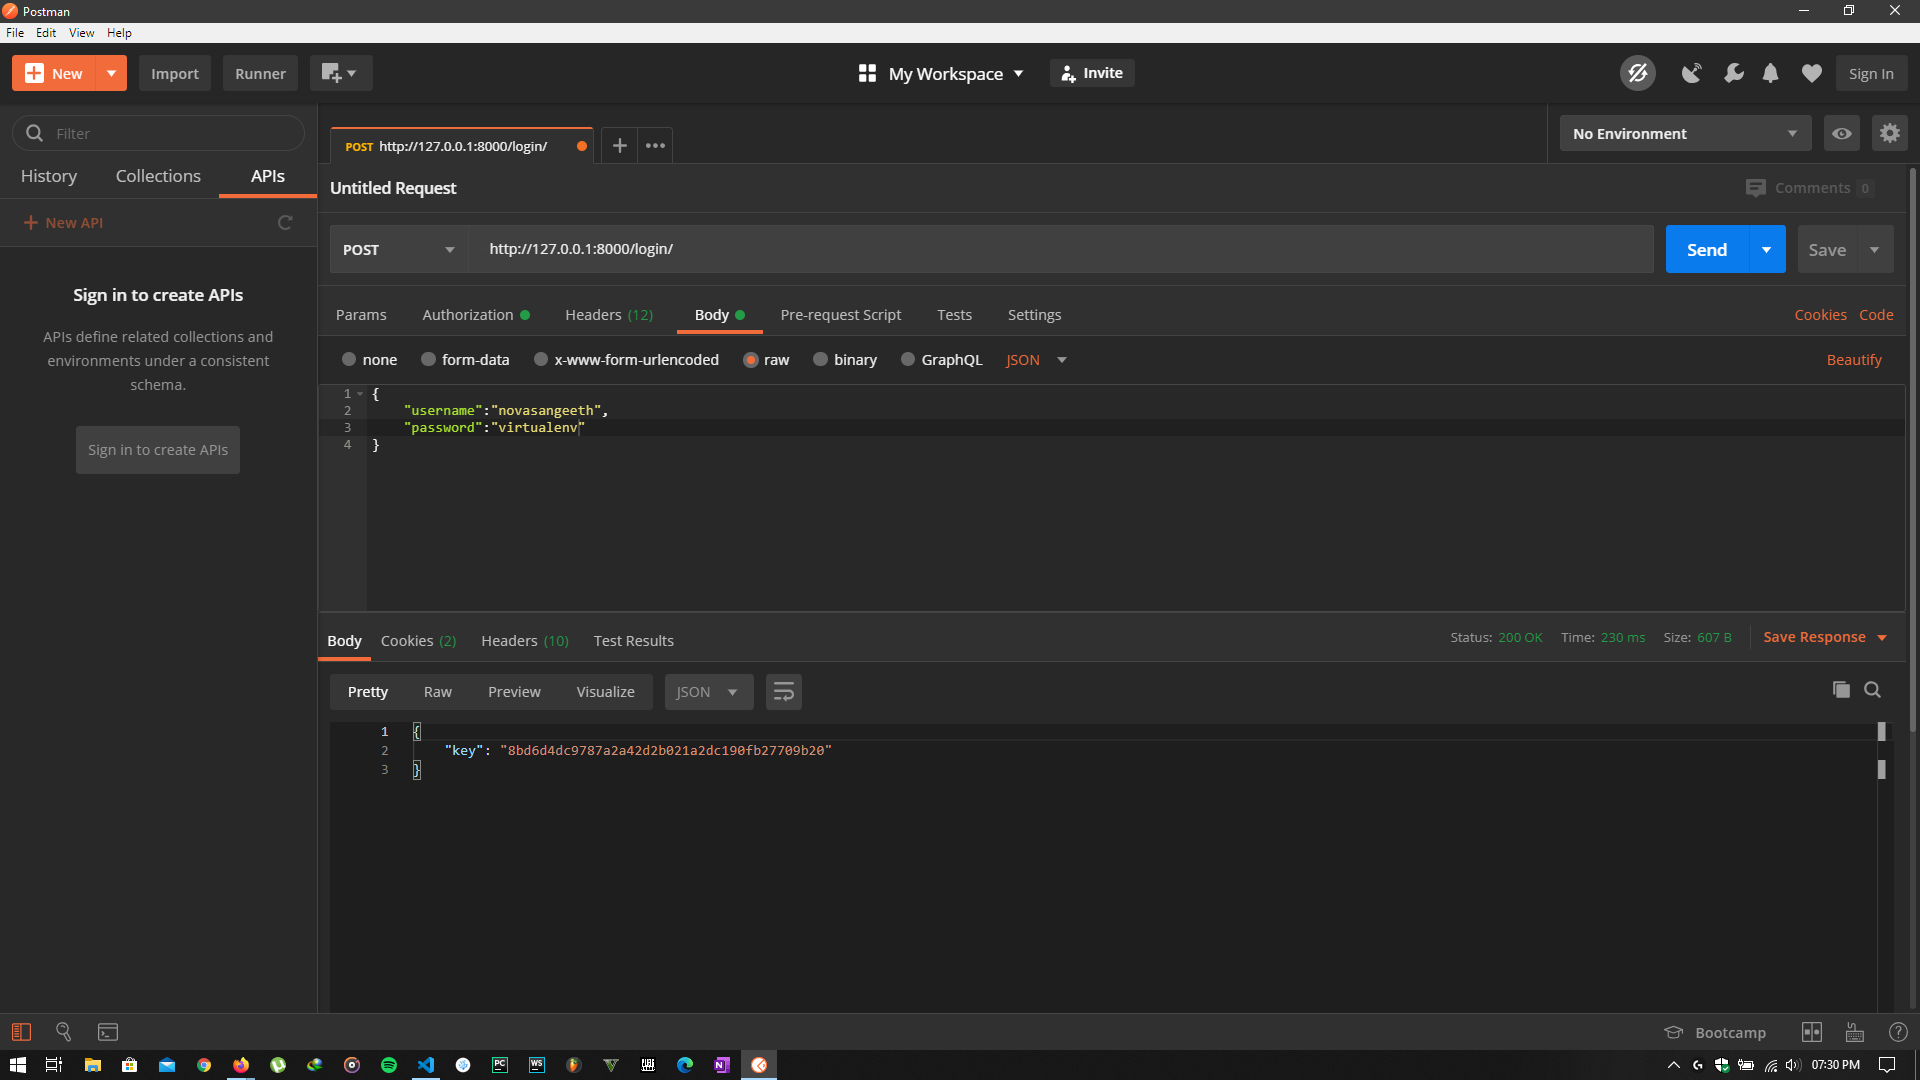 Postman
File Edit View Help
New Import Runner My Workspace Invite Sign In
Filter
History Collections APIs
New API
Sign in to create APIs
APIs define related collections and
environments under a consistent
schema.
Sign in to create APIs
POST http://127.0.0.1:8000/login/
No Environment
Untitled Request
Comments 0
POST http://127.0.0.1:8000/login/ Send Save
Params Authorization Headers (12) Body Pre-request Script Tests Settings Cookies Code
none form-data x-www-form-urlencoded raw binary GraphQL JSON Beautify
1 {
2 "username":"novasangeeth",
3 "password":"virtualenv"
4 }
Body Cookies (2) Headers (10) Test Results Status: 200 OK Time: 230 ms Size: 607 B Save Response
Pretty Raw Preview Visualize JSON
1 {
2 "key": "8bd6d4dc9787a2a42d2b021a2dc190fb27709b20"
3 }
Bootcamp
PC WS 07:30 PM